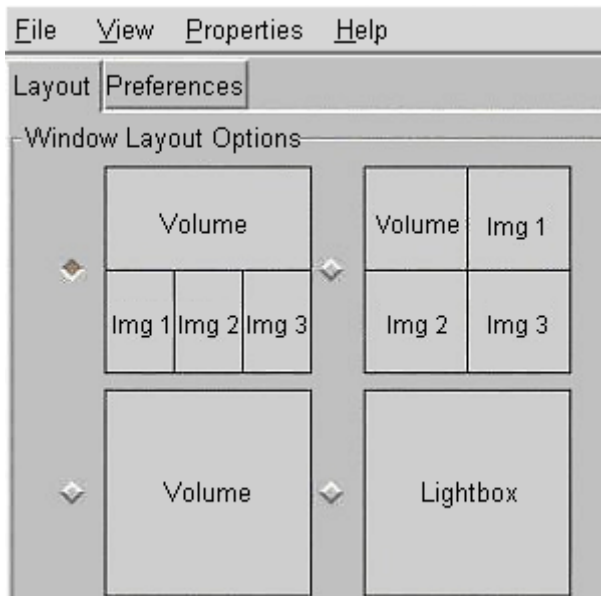 File View Properties Help
Layout Preferences
Window Layout Options
Volume
Volume Img 1
Img 1 Img 2 Img 3
Img 2 Img 3
Volume
Lightbox